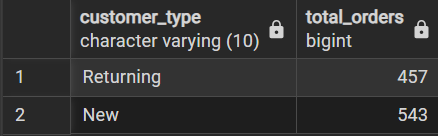 customer_type total_orders
character varying (10) bigint
1 Returning 457
2 New 543